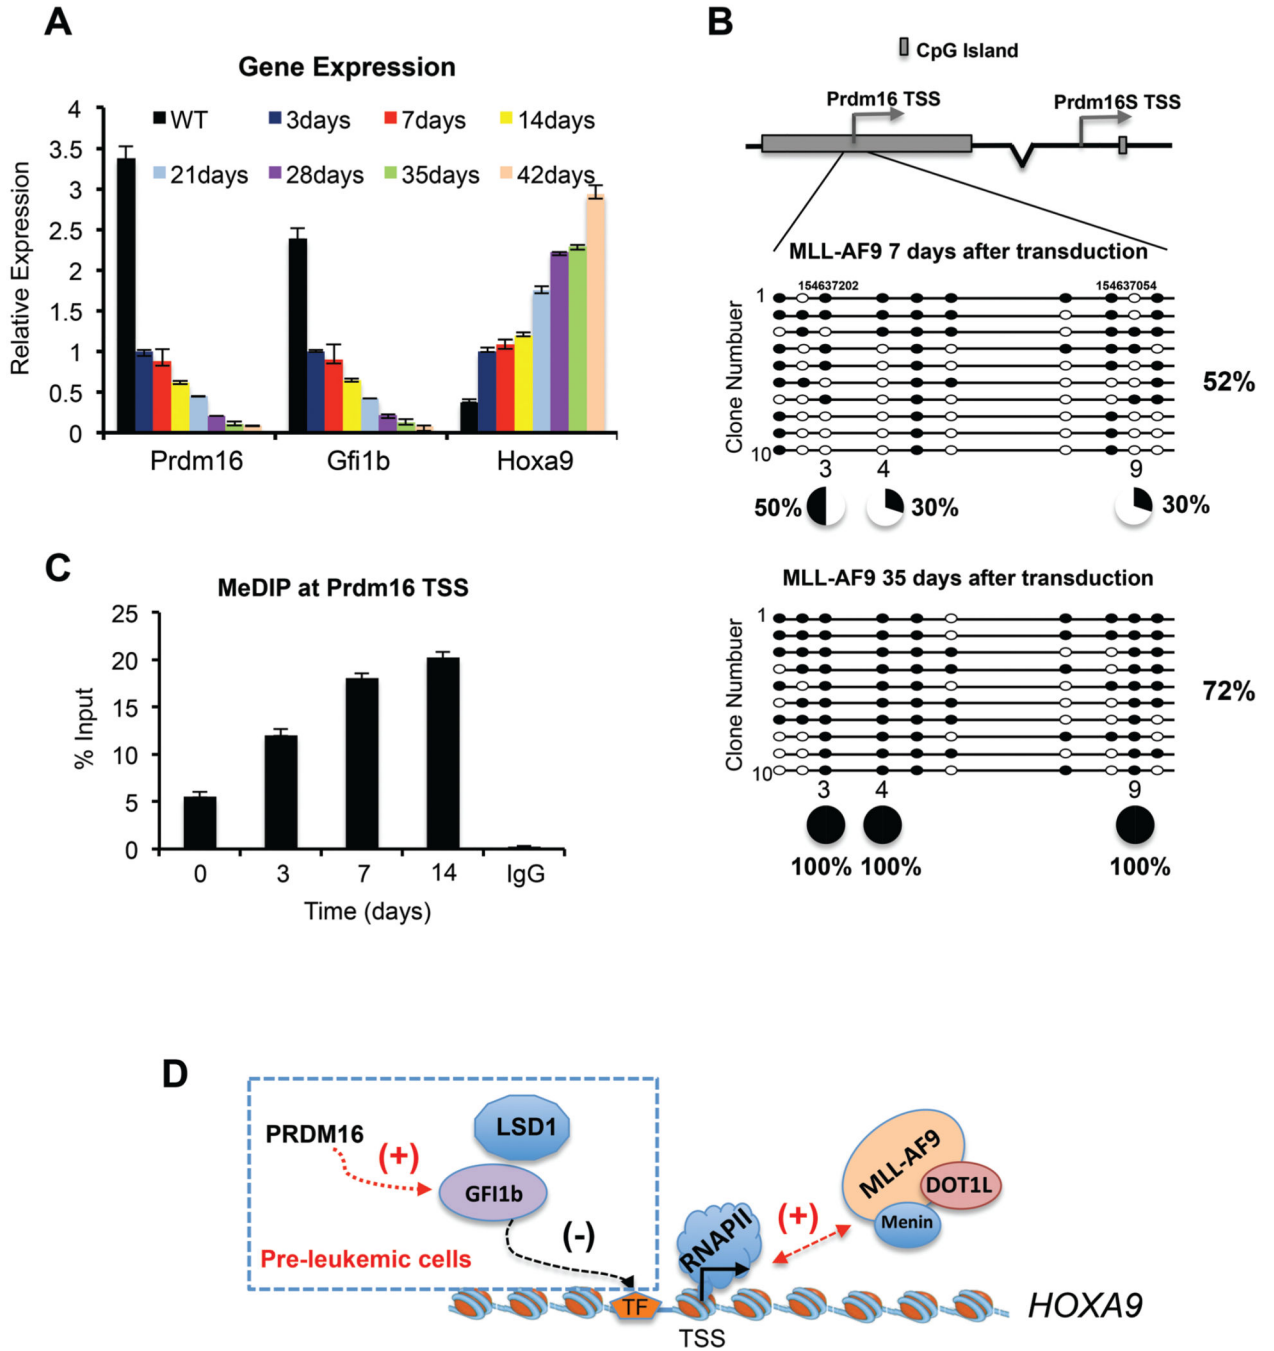 A
Gene Expression
Relative Expression
4
3.5
3
2.5
2
1.5
1
0.5
0
WT
3days
7days
14days
21days
28days
35days
42days
Prdm16
Gfi1b
Hoxa9
B
CpG Island
Prdm16 TSS
Prdm16S TSS
MLL-AF9 7 days after transduction
154637202
154637054
Clone Numbuer
1
10
52%
3
4
9
50%
30%
30%
MLL-AF9 35 days after transduction
Clone Numbuer
1
10
72%
3
4
9
100%
100%
100%
C
MeDIP at Prdm16 TSS
% Input
25
20
15
10
5
0
0
3
7
14
IgG
Time (days)
D
PRDM16
(+)
LSD1
GFI1b
(-)
Pre-leukemic cells
RNAPII
(+)
MLL-AF9
DOT1L
Menin
TF
TSS
HOXA9